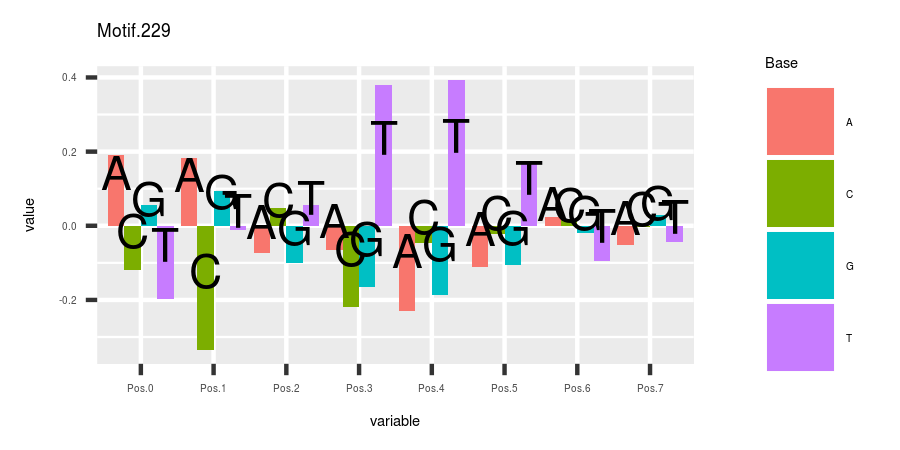 Motif.229
Base
value
0.4
0.2
0.0
-0.2
A
C
G
T
A
C
G
T
A
C
G
T
A
C
G
T
A
C
G
T
A
C
G
T
A
C
G
T
A
C
G
T
Pos.0
Pos.1
Pos.2
Pos.3
Pos.4
Pos.5
Pos.6
Pos.7
variable
A
C
G
T